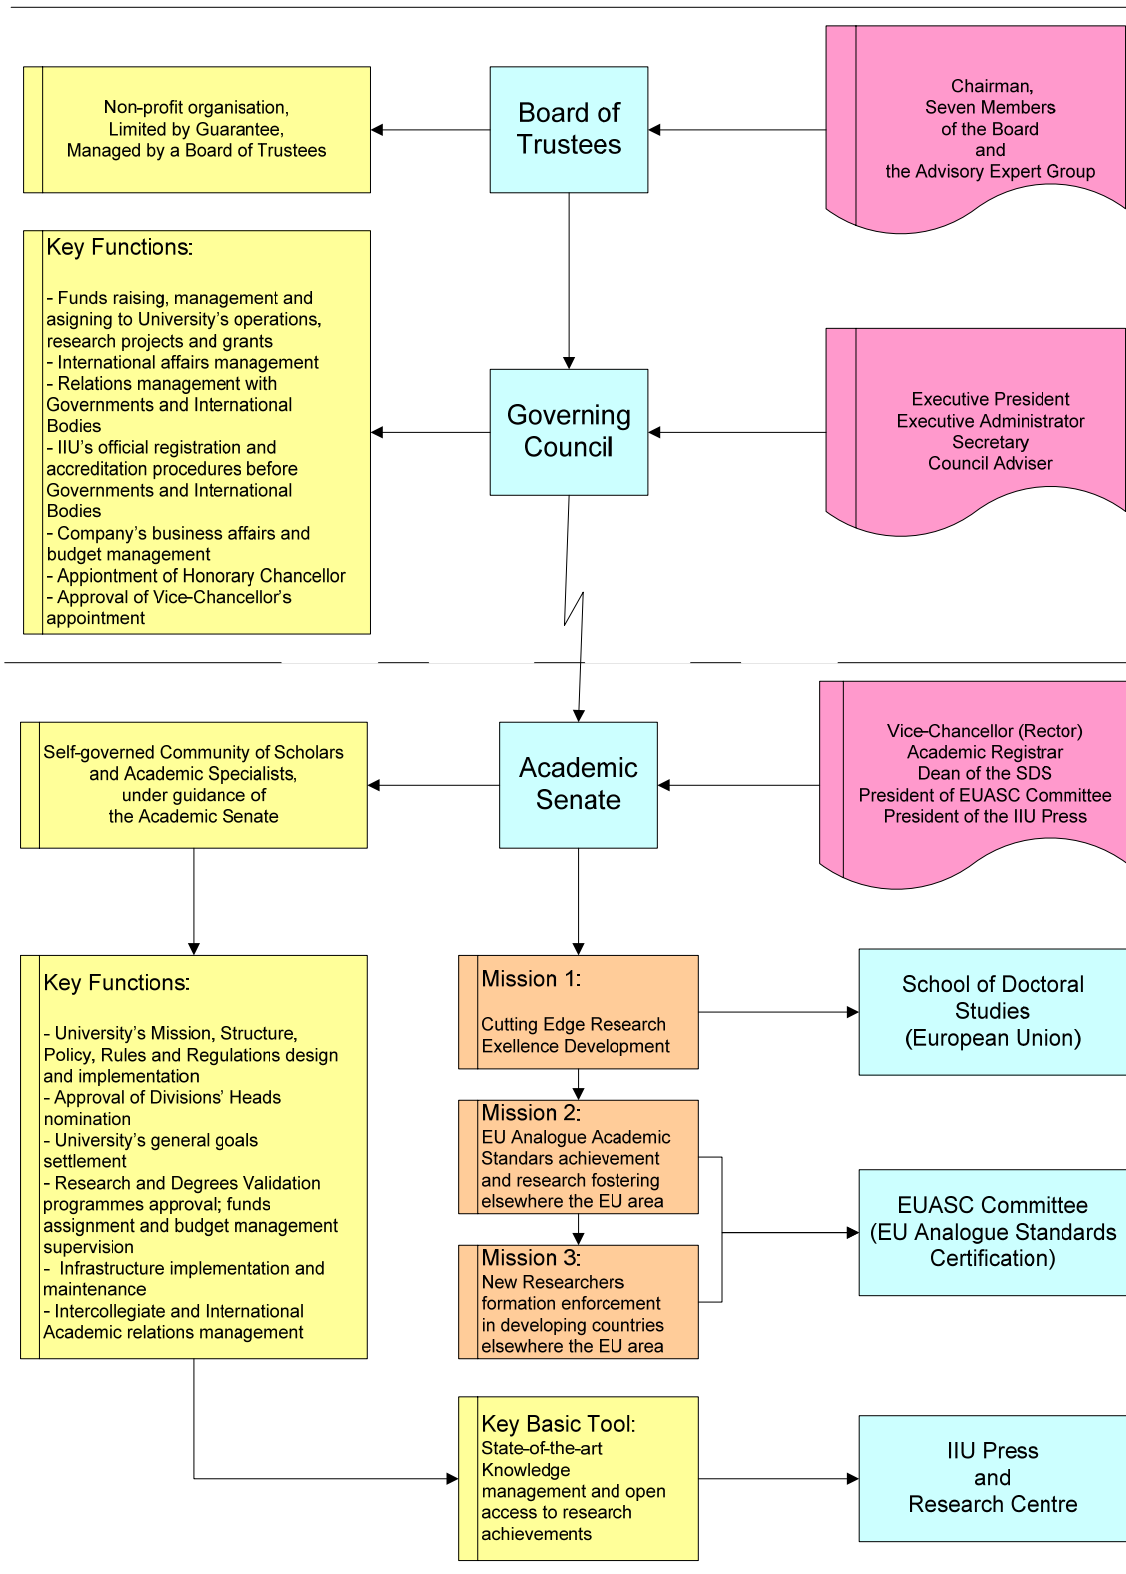 Non-profit organisation,
Limited by Guarantee,
Managed by a Board of Trustees
Board of
Trustees
Chairman,
Seven Members
of the Board
and
the Advisory Expert Group
Key Functions:
- Funds raising, management and
asigning to University's operations,
research projects and grants
- International affairs management
- Relations management with
Governments and International
Bodies
- IIU's official registration and
accreditation procedures before
Governments and International
Bodies
- Company's business affairs and
budget management
- Appiontment of Honorary Chancellor
- Approval of Vice-Chancellor's
appointment
Governing
Council
Executive President
Executive Administrator
Secretary
Council Adviser
Self-governed Community of Scholars
and Academic Specialists,
under guidance of
the Academic Senate
Academic
Senate
Vice-Chancellor (Rector)
Academic Registrar
Dean of the SDS
President of EUASC Committee
President of the IIU Press
Key Functions:
- University's Mission, Structure,
Policy, Rules and Regulations design
and implementation
- Approval of Divisions' Heads
nomination
- University's general goals
settlement
- Research and Degrees Validation
programmes approval; funds
assignment and budget management
supervision
- Infrastructure implementation and
maintenance
- Intercollegiate and International
Academic relations management
Mission 1:
Cutting Edge Research
Exellence Development
School of Doctoral
Studies
(European Union)
Mission 2:
EU Analogue Academic
Standars achievement
and research fostering
elsewhere the EU area
EUASC Committee
(EU Analogue Standards
Certification)
Mission 3:
New Researchers
formation enforcement
in developing countries
elsewhere the EU area
Key Basic Tool:
State-of-the-art
Knowledge
management and open
access to research
achievements
IIU Press
and
Research Centre